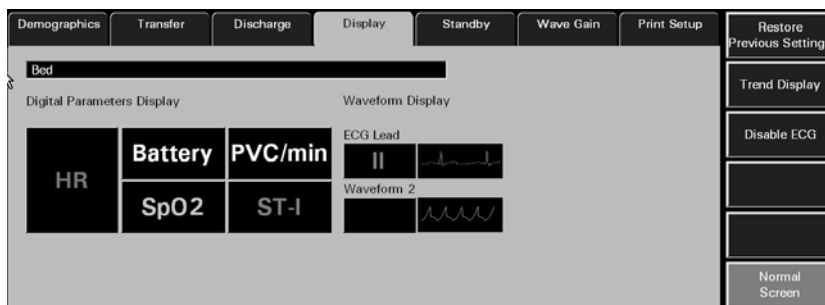 Demographics
Transfer
Discharge
Display
Standby
Wave Gain
Print Setup
Restore
Previous Setting
Bed
Trend Display
Digital Parameters Display
Waveform Display
Disable ECG
ECG Lead
HR
Battery
PVC/min
II
Waveform 2
SpO2
ST-I
Normal
Screen